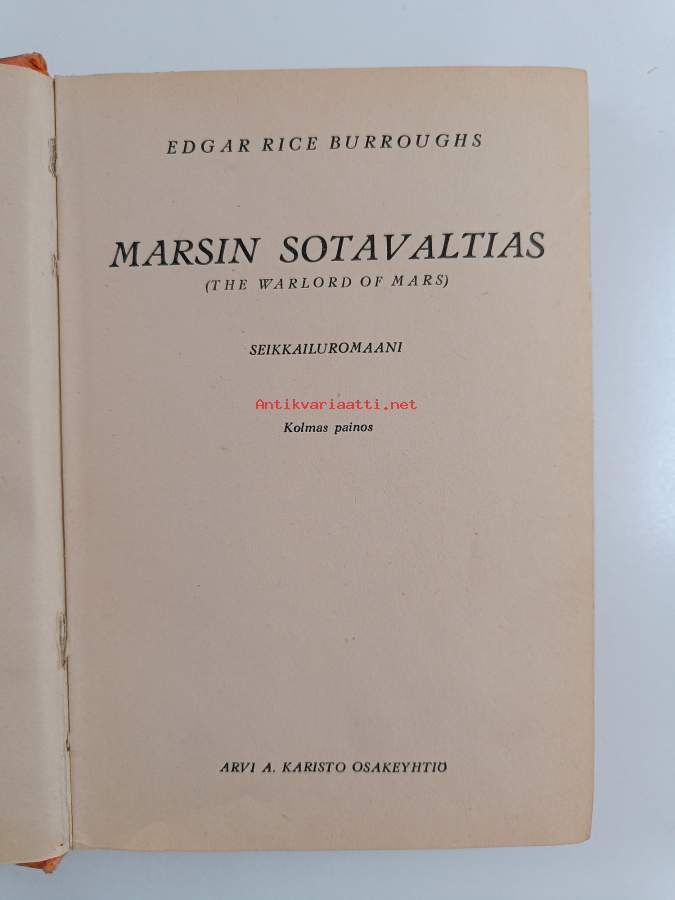 EDGAR RICE BURROUGHS
MARSIN SOTAVALTIAS
(THE WARLORD OF MARS)
SEIKKAILUROMAANI
Antikvariaatti.net
Kolmas painos
ARVI A. KARISTO OSAKEYHTIÖ